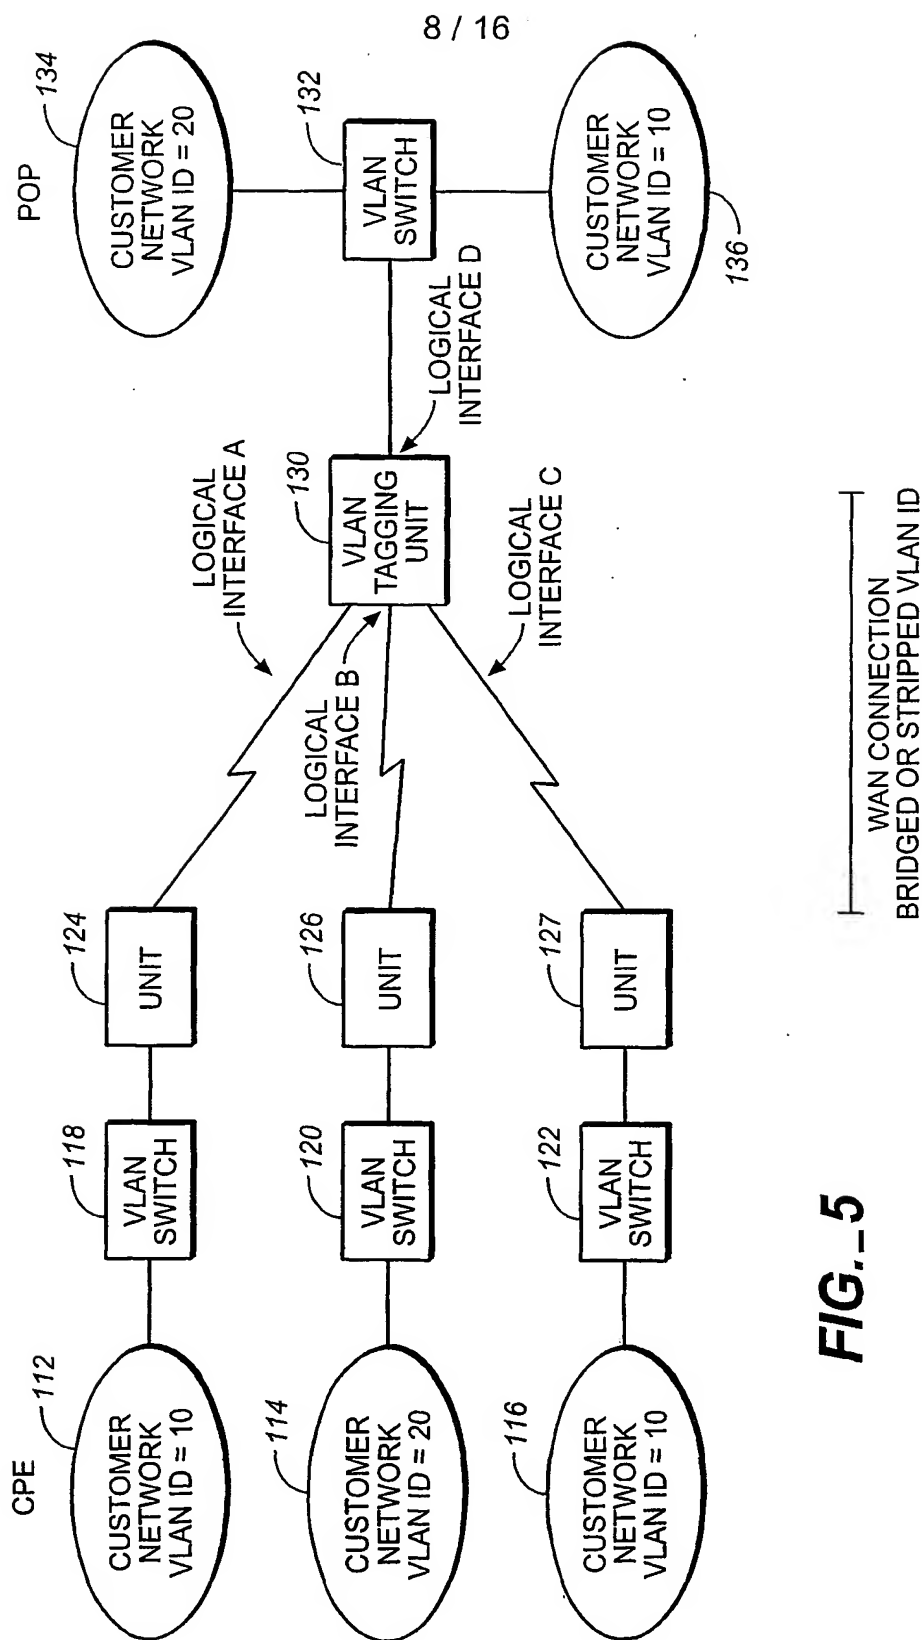 8 / 16
CPE
POP
112
CUSTOMER
NETWORK
VLAN ID = 10
118
VLAN
SWITCH
124
UNIT
LOGICAL
INTERFACE A
134
CUSTOMER
NETWORK
VLAN ID = 20
114
CUSTOMER
NETWORK
VLAN ID = 20
120
VLAN
SWITCH
126
UNIT
LOGICAL
INTERFACE B
130
VLAN
TAGGING
UNIT
LOGICAL
INTERFACE D
132
VLAN
SWITCH
116
CUSTOMER
NETWORK
VLAN ID = 10
122
VLAN
SWITCH
127
UNIT
LOGICAL
INTERFACE C
CUSTOMER
NETWORK
VLAN ID = 10
136
WAN CONNECTION
BRIDGED OR STRIPPED VLAN ID
FIG._5